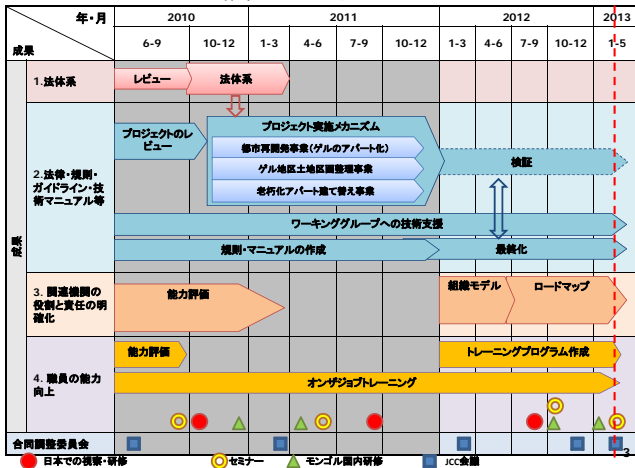 年・月
成果
2010
2011
2012
2013
6-9
10-12
1-3
4-6
7-9
10-12
1-3
4-6
7-9
10-12
1-5
成果
1.法体系
レビュー
法体系
2.法律・規則・
ガイドライン・技
術マニュアル等
プロジェクトのレ
ビュー
プロジェクト実施メカニズム
都市再開発事業(ゲルのアパート化)
ゲル地区土地区画整理事業
老朽化アパート建て替え事業
検証
ワーキンググループへの技術支援
規則・マニュアルの作成
最終化
3. 関連機関の
役割と責任の明
確化
能力評価
組織モデル
ロードマップ
4. 職員の能力
向上
能力評価
トレーニングプログラム作成
オンザジョブトレーニング
合同調整委員会
日本での視察・研修
セミナー
モンゴル国内研修
JCC会議
3